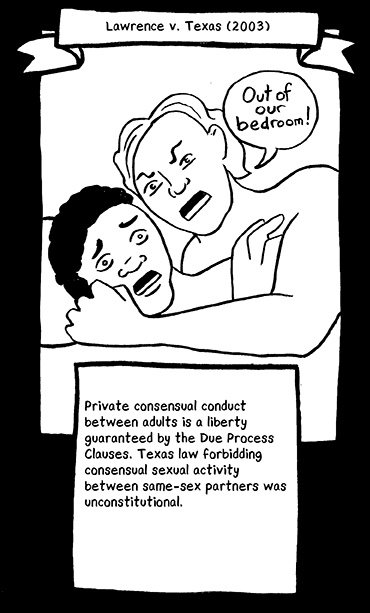 Lawrence v. Texas (2003)
Out of
our
bedroom!
Private consensual conduct
between adults is a liberty
guaranteed by the Due Process
Clauses. Texas law forbidding
consensual sexual activity
between same-sex partners was
unconstitutional.